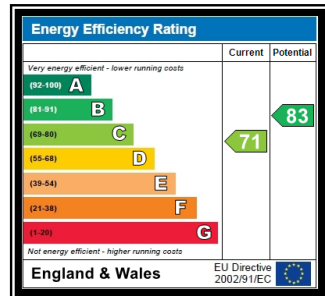 Energy Efficiency Rating
Current Potential
Very energy efficient - lower running costs
(92-100) A
(81-91) B
83
(69-80) C
71
(55-68) D
(39-54) E
(21-38) F
(1-20) G
Not energy efficient - higher running costs
England & Wales
EU Directive
2002/91/EC